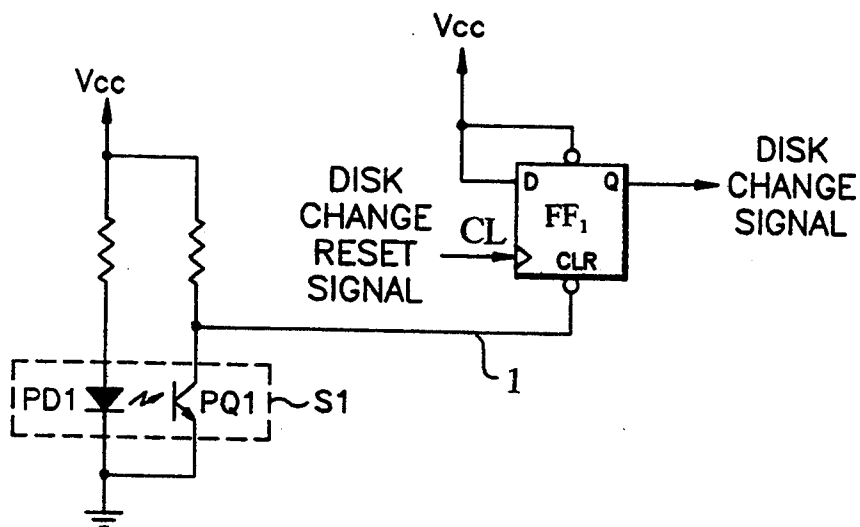 Vcc
Vcc
DISK
CHANGE
RESET
SIGNAL
CL
D
Q
FF₁
CLR
DISK
CHANGE
SIGNAL
1
PD1
PQ1
S1